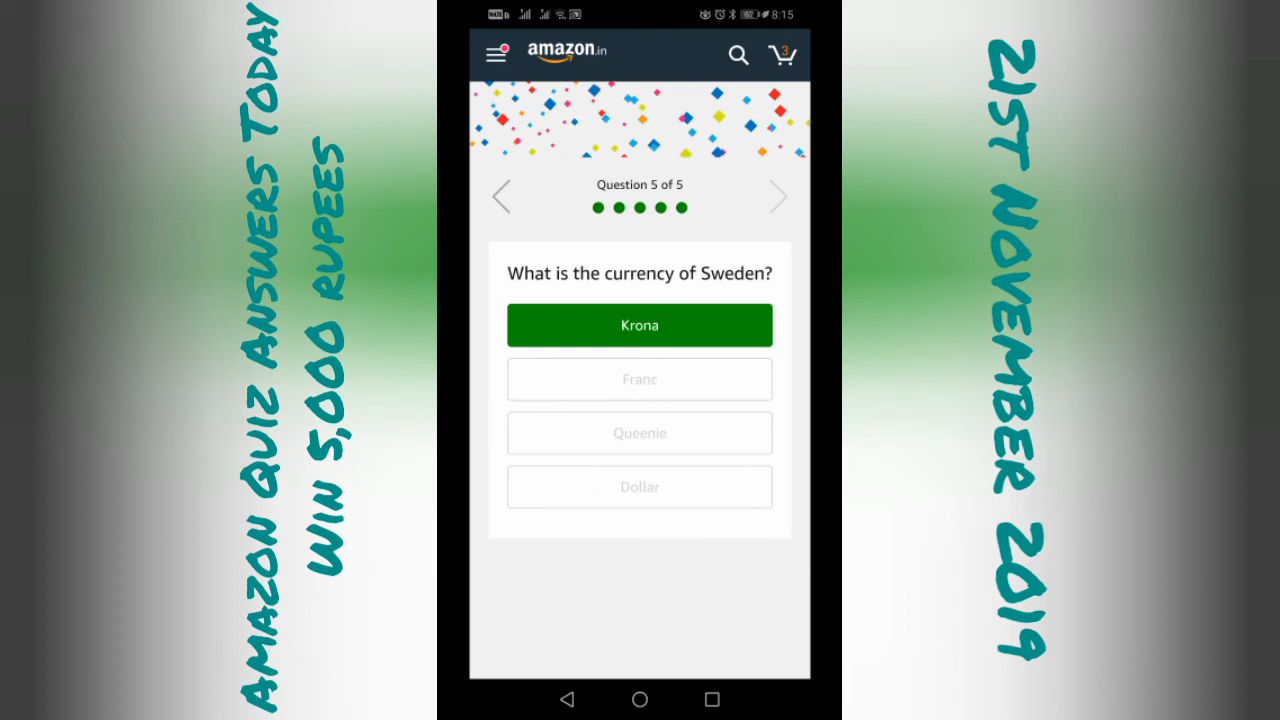 AMAZON QUIZ ANSWERS TODAY
WIN 5,000 RUPEES
62
8:15
amazon.in
3
Question 5 of 5
What is the currency of Sweden?
Krona
Franc
Queenie
Dollar
21ST NOVEMBER 2019